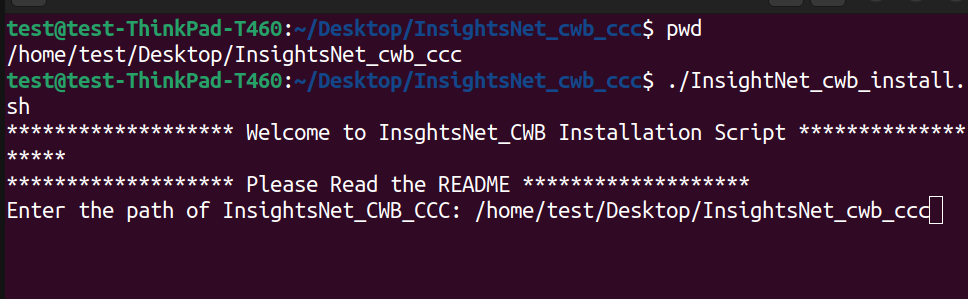 test@test-ThinkPad-T460:~/Desktop/InsightsNet_cwb_ccc$ pwd
/home/test/Desktop/InsightsNet_cwb_ccc
test@test-ThinkPad-T460:~/Desktop/InsightsNet_cwb_ccc$ ./InsightNet_cwb_install.
sh
******************* Welcome to InsghtsNet_CWB Installation Script **************
*****
******************* Please Read the README *******************
Enter the path of InsightsNet_CWB_CCC: /home/test/Desktop/InsightsNet_cwb_ccc